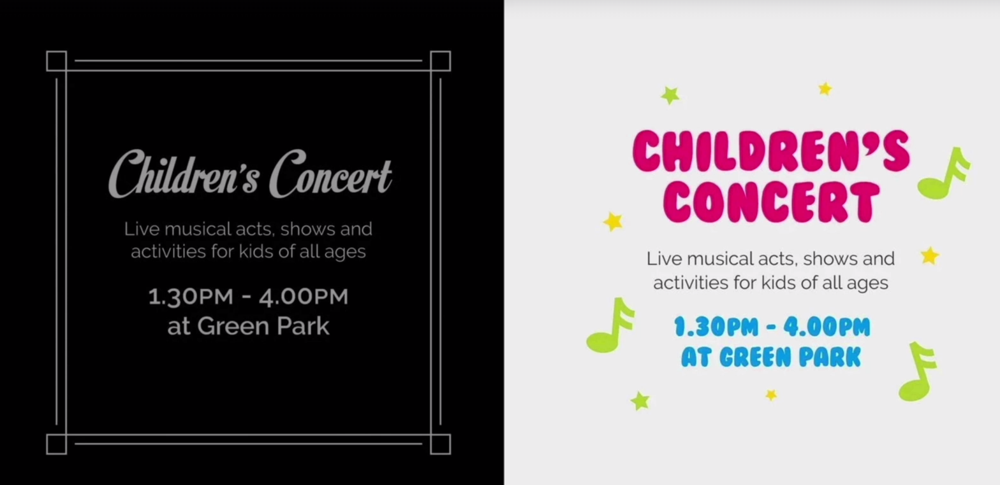 Children's Concert
Live musical acts, shows and
activities for kids of all ages
1.30PM - 4.00PM
at Green Park
CHILDREN'S
CONCERT
Live musical acts, shows and
activities for kids of all ages
1.30PM - 4.00PM
AT GREEN PARK